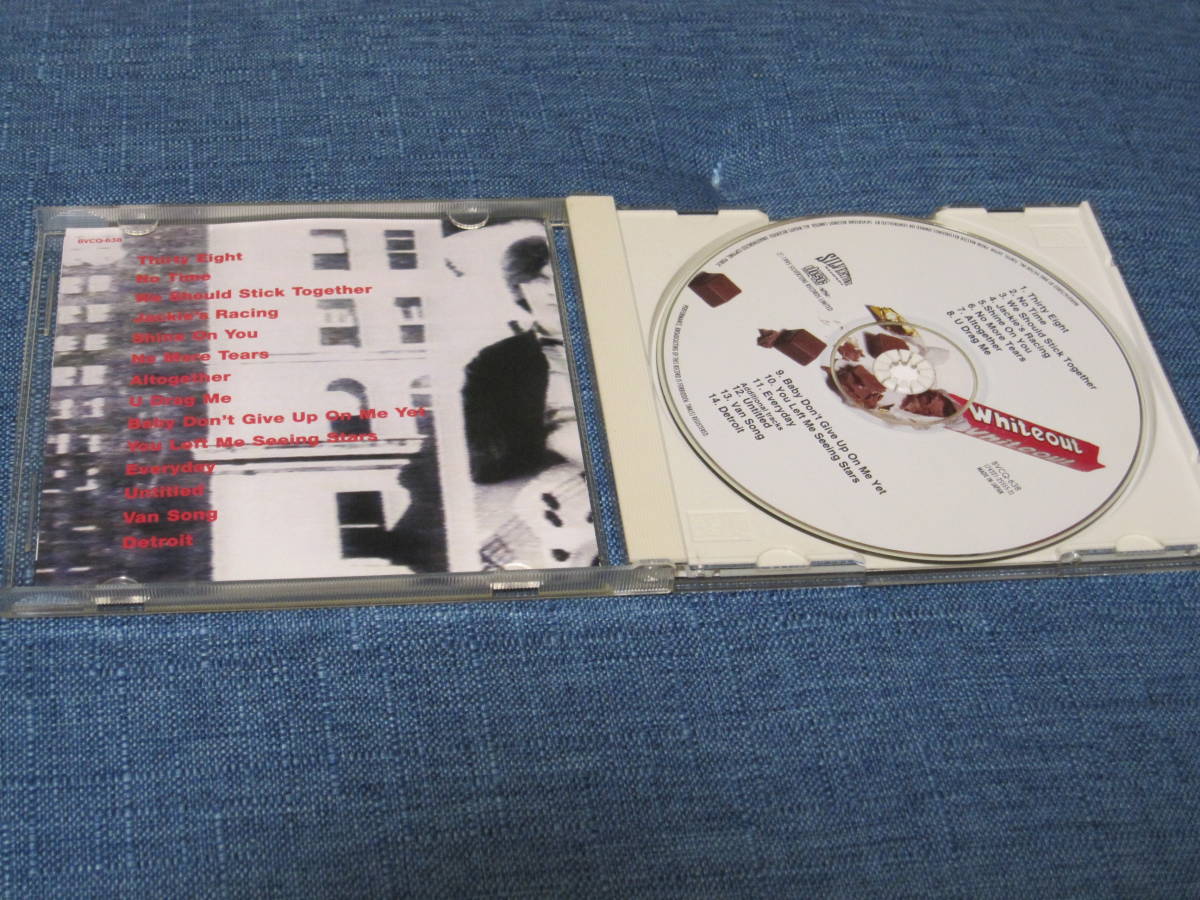 BVCQ-638
Thirty Eight
No Time
We Should Stick Together
Jackie's Racing
Shine On You
No More Tears
Altogether
U Drag Me
Baby Don't Give Up On Me Yet
You Left Me Seeing Stars
Everyday
Untitled
Van Song
Detroit
1. Thirty Eight
2. No Time
3. We Should Stick Together
4. Jackie's Racing
5. Shine On You
6. No More Tears
7. Altogether
8. U Drag Me
9. Baby Don't Give Up On Me Yet
10. You Left Me Seeing Stars
11. Everyday
Additional tracks
12. Untitled
13. Van Song
14. Detroit
Whiteout
BVCQ-638
MADE IN JAPAN